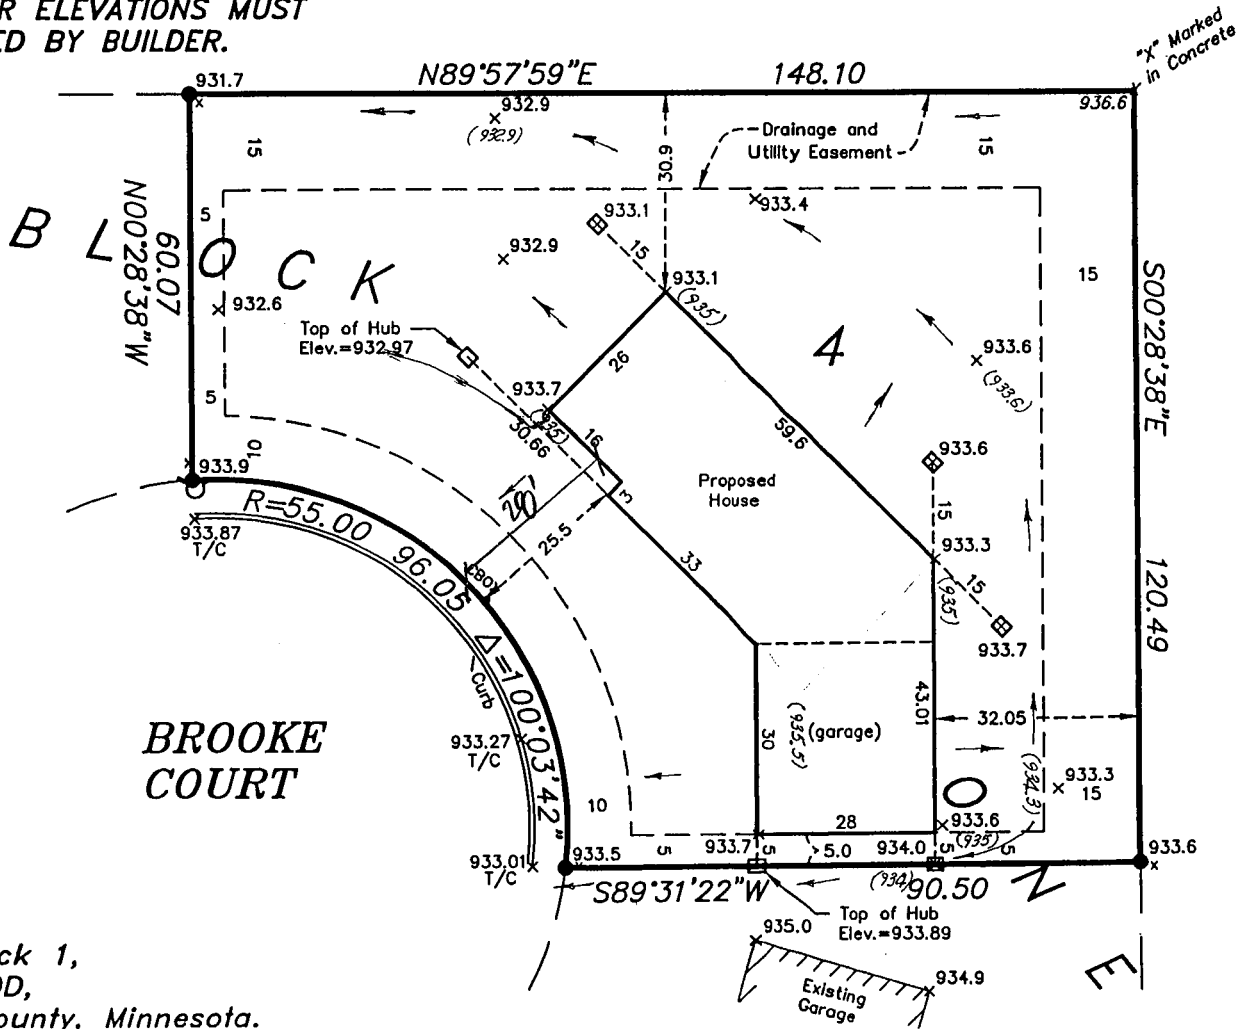 R ELEVATIONS MUST
ED BY BUILDER.
"X" Marked
in Concrete
931.7
N89°57'59"E
148.10
936.6
932.9
(932.9)
Drainage and
Utility Easement
15
15
30.9
5
933.1
933.4
15
932.9
933.1
(935)
15
BLOCK
N00°28'38"W
60.07
932.6
Top of Hub
Elev.=932.97
4
933.6
(933.6)
S00°28'38"E
120.49
26
933.7
(935)
30.66
16
59.6
5
10
933.9
933.6
Proposed
House
3
15
290'
25.5
33
933.3
(935)
15
933.7
933.87
T/C
R=55.00 96.05 Δ=100°03'42"
CBOX
Curb
BROOKE
COURT
933.27
T/C
30
(935.5)
(garage)
43.01
32.05
(934.3)
933.3
15
O
10
28
933.6
(935)
933.01
T/C
933.5
5
933.7
5
5.0
934.0
5
5
933.6
S89°31'22"W
(934)
90.50
N
Top of Hub
Elev.=933.89
935.0
934.9
E
Existing
Garage
ck 1,
OD,
ounty, Minnesota.